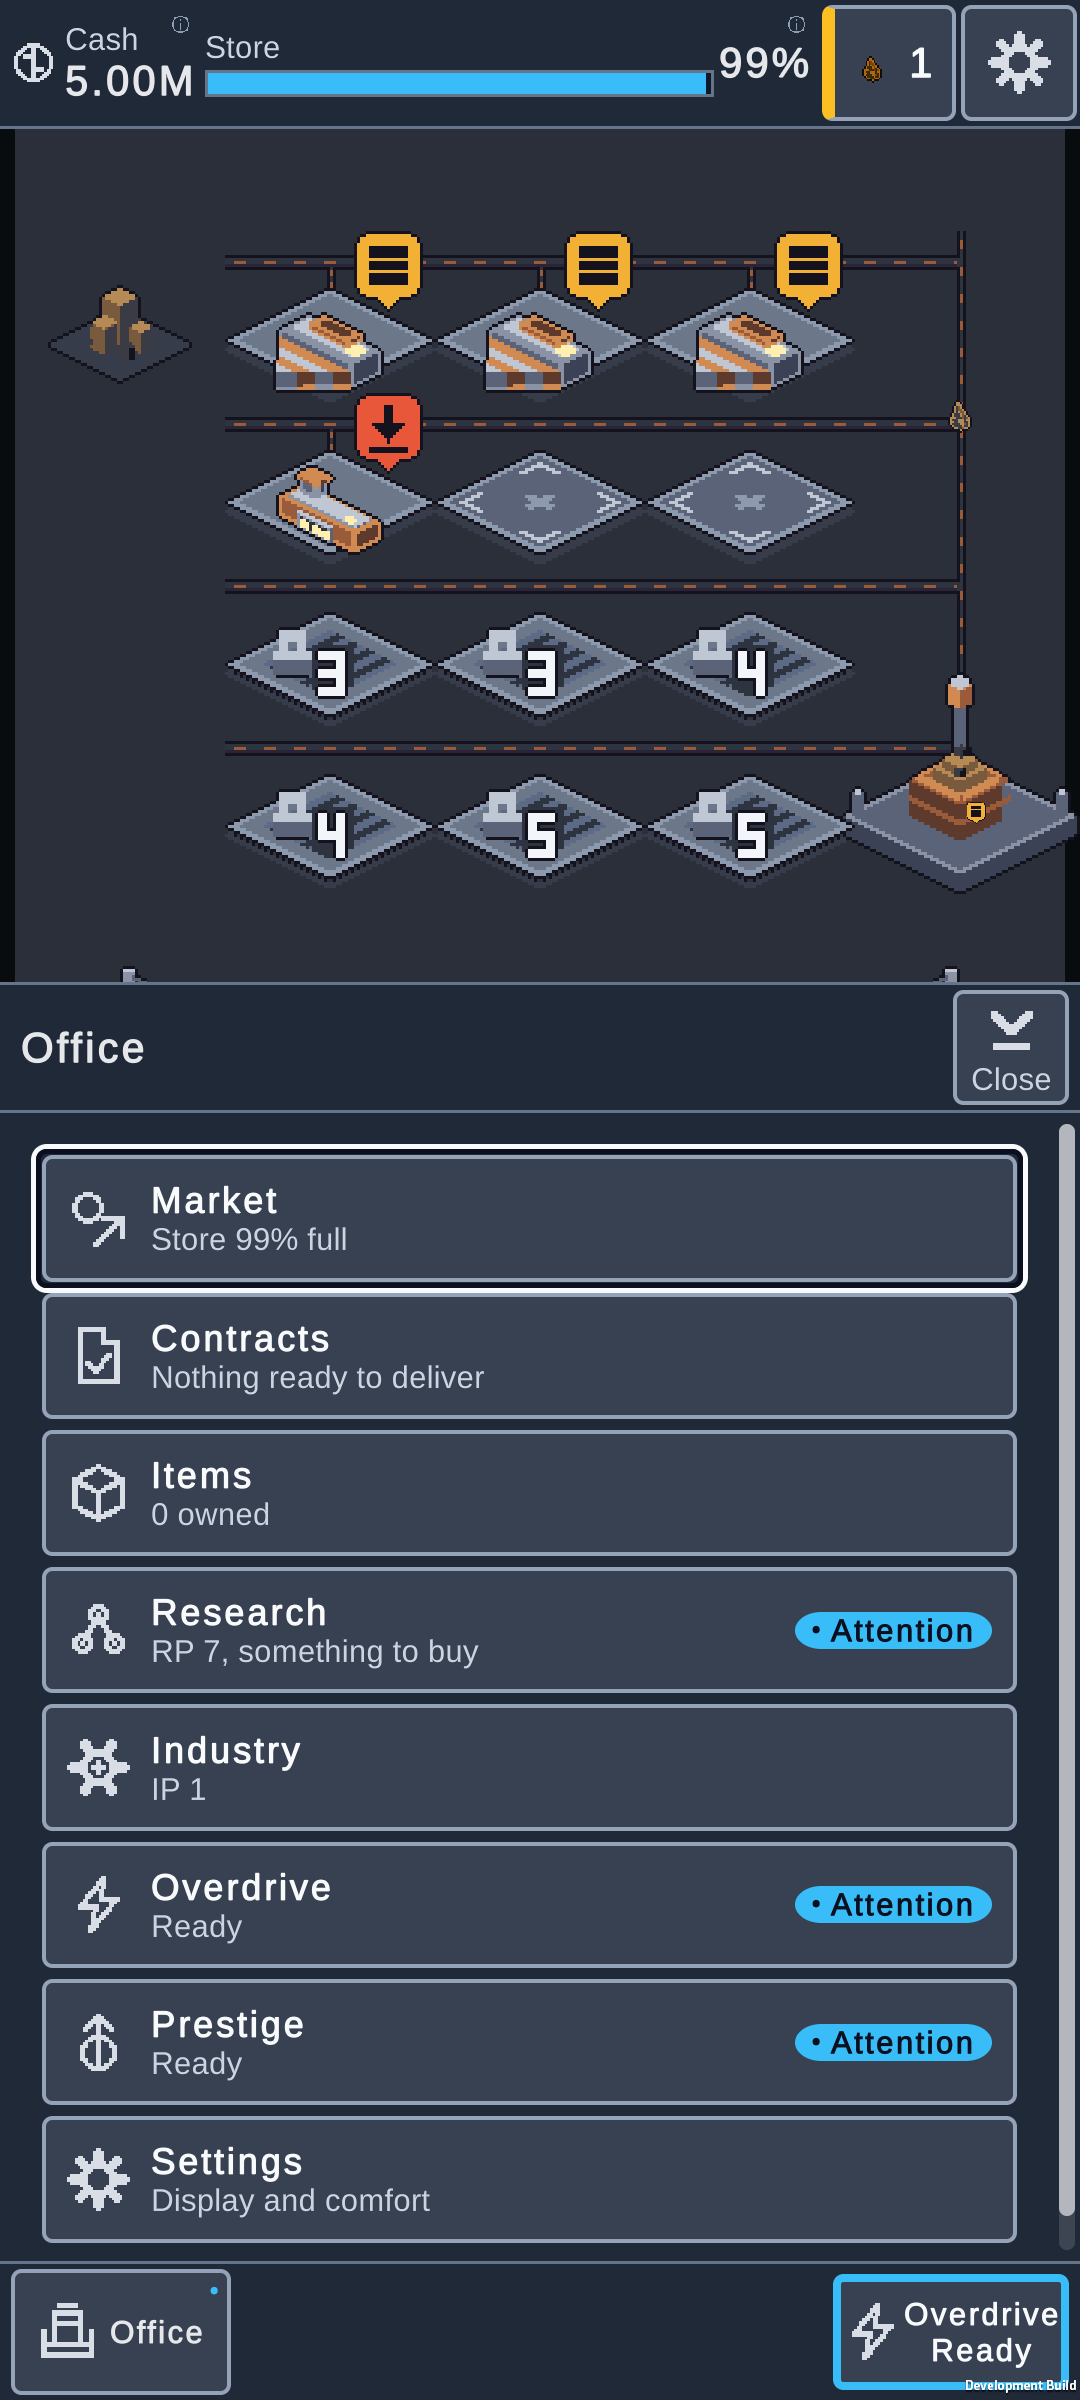 Cash
5.00M
Store
99%
1
3
3
4
4
5
5
Office
Close
Market
Store 99% full
Contracts
Nothing ready to deliver
Items
0 owned
Research
RP 7, something to buy
• Attention
Industry
IP 1
Overdrive
Ready
• Attention
Prestige
Ready
• Attention
Settings
Display and comfort
Office
Overdrive
Ready
Development Build